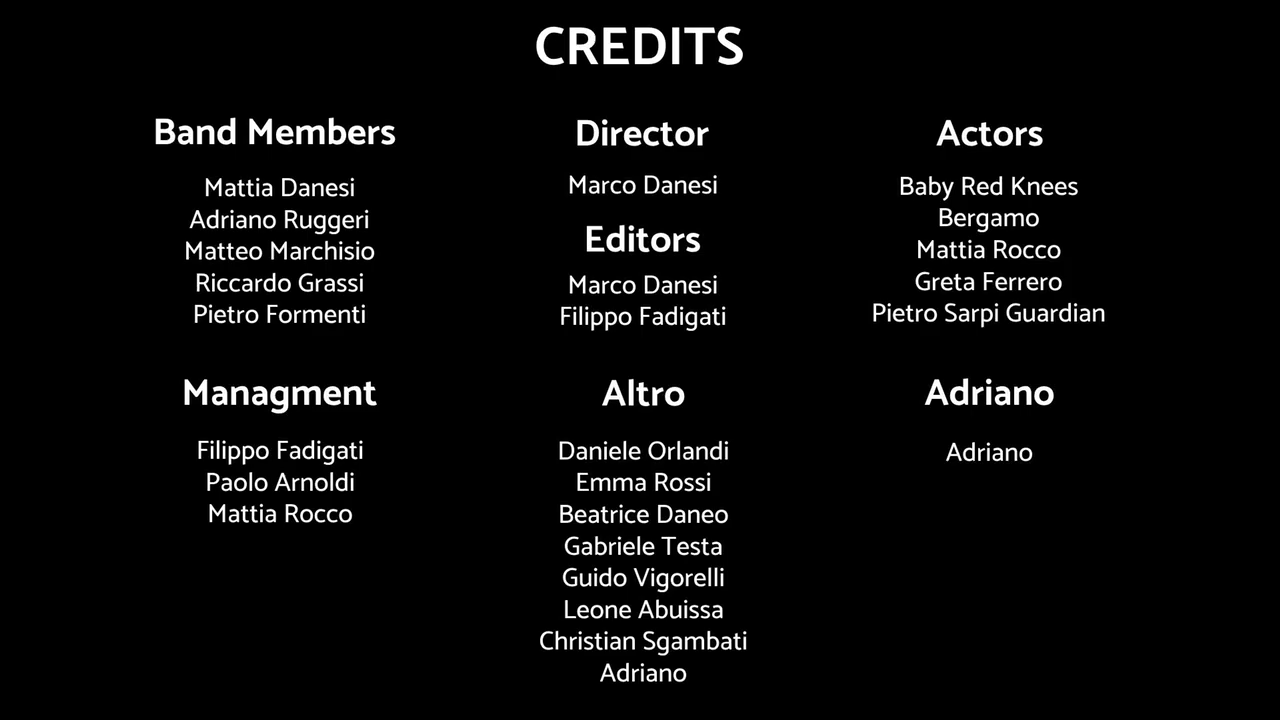 CREDITS
Band Members
Mattia Danesi
Adriano Ruggeri
Matteo Marchisio
Riccardo Grassi
Pietro Formenti
Director
Marco Danesi
Editors
Marco Danesi
Filippo Fadigati
Actors
Baby Red Knees
Bergamo
Mattia Rocco
Greta Ferrero
Pietro Sarpi Guardian
Managment
Filippo Fadigati
Paolo Arnoldi
Mattia Rocco
Altro
Daniele Orlandi
Emma Rossi
Beatrice Daneo
Gabriele Testa
Guido Vigorelli
Leone Abuissa
Christian Sgambati
Adriano
Adriano
Adriano